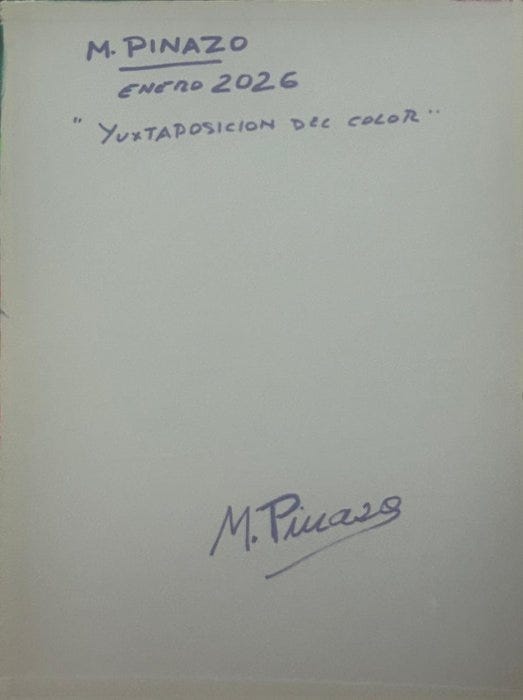 M. PINAZO
ENERO 2026
" YUXTAPOSICION DEL COLOR "
M. Pinazo